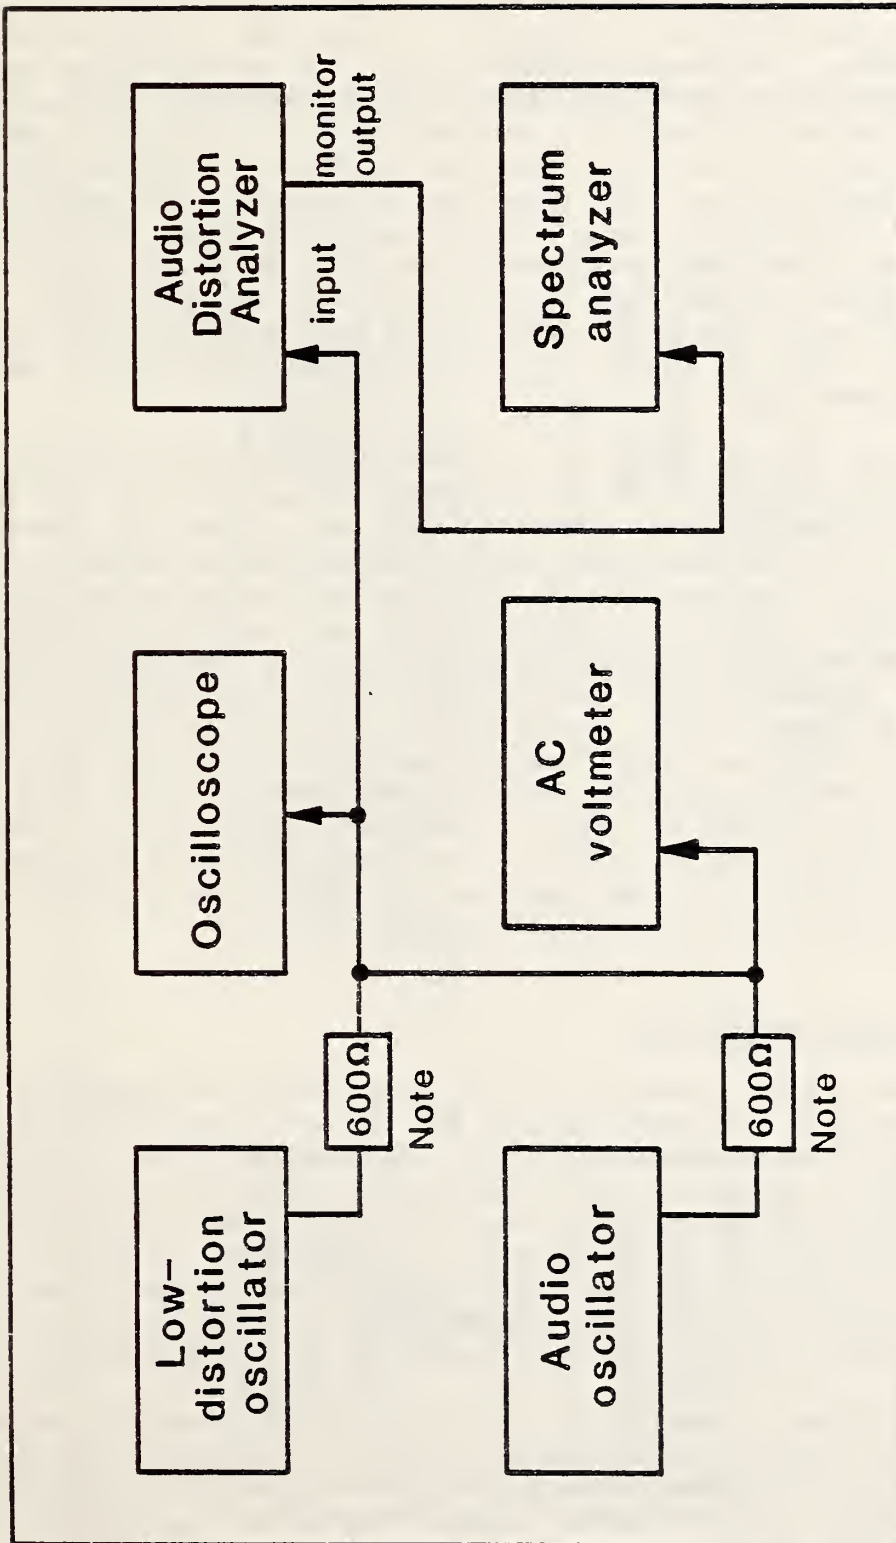 Low-
distortion
oscillator
600Ω
Note
Oscilloscope
Audio
Distortion
Analyzer
input
monitor
output
Audio
oscillator
600Ω
Note
AC
voltmeter
Spectrum
analyzer